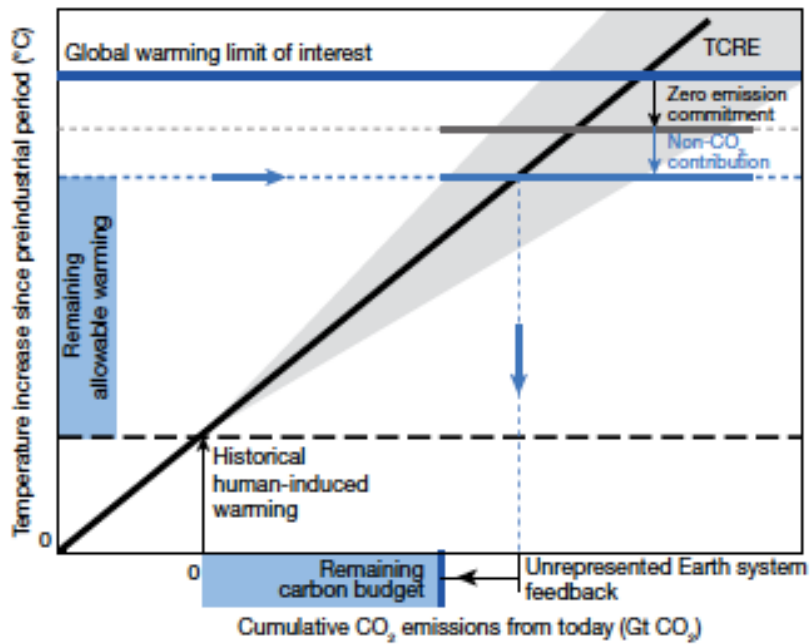 Global warming limit of interest
TCRE
Zero emission
commitment
Non-CO₂
contribution
Temperature increase since preindustrial period (°C)
Remaining
allowable warming
Historical
human-induced
warming
0
0
Remaining
carbon budget
Unrepresented Earth system
feedback
Cumulative CO₂ emissions from today (Gt CO₂)